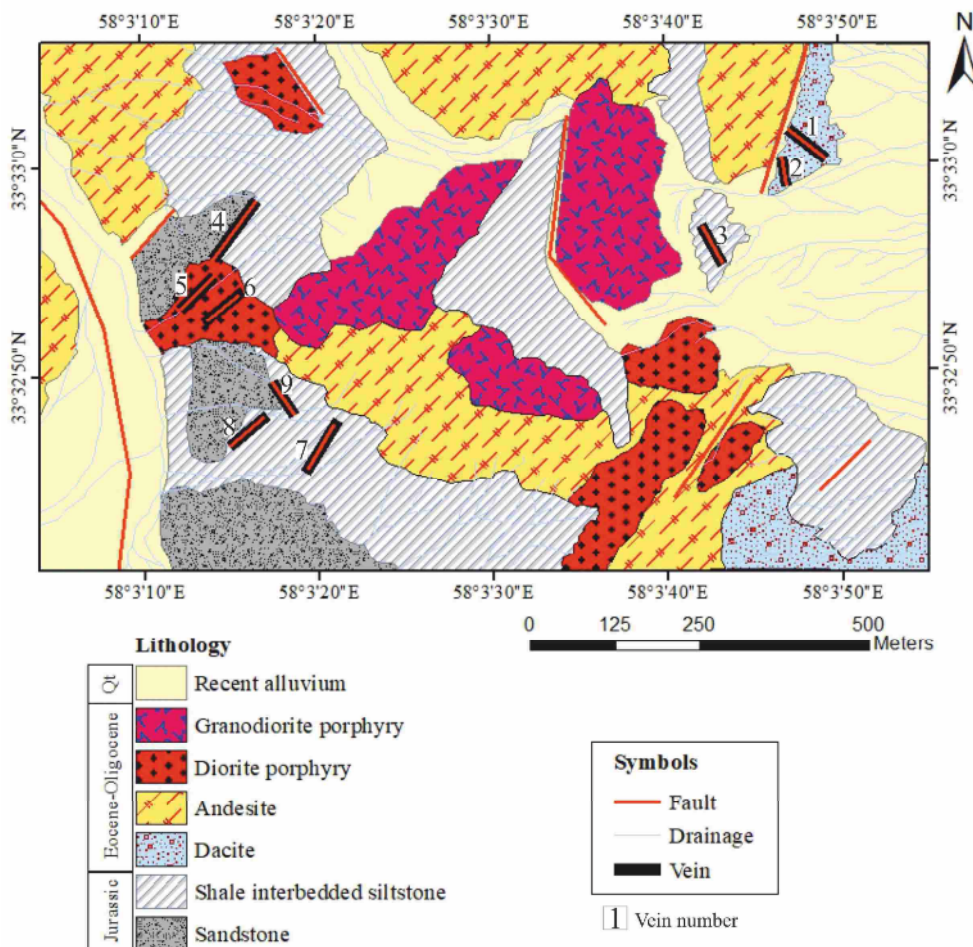 58°3'10"E 58°3'20"E 58°3'30"E 58°3'40"E 58°3'50"E
N
33°33'0"N
33°33'0"N
33°32'50"N
33°32'50"N
1
2
3
4
5
6
9
8
7
58°3'10"E 58°3'20"E 58°3'30"E 58°3'40"E 58°3'50"E
0 125 250 500
Meters
Lithology
Qt
Recent alluvium
Eocene-Oligocene
Granodiorite porphyry
Diorite porphyry
Andesite
Dacite
Jurassic
Shale interbedded siltstone
Sandstone
Symbols
Fault
Drainage
Vein
1 Vein number